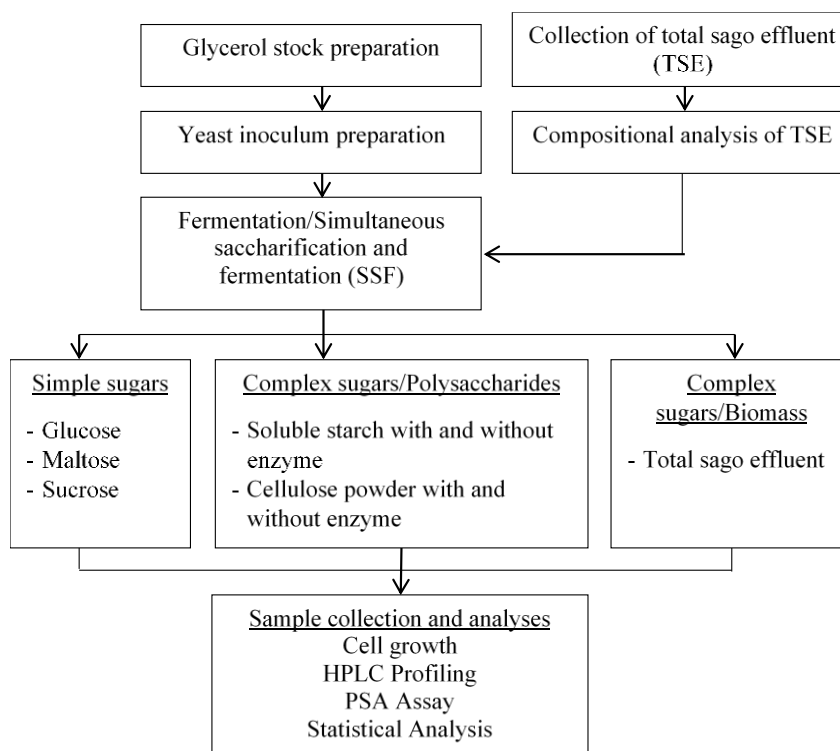 Glycerol stock preparation
Collection of total sago effluent
(TSE)
Yeast inoculum preparation
Compositional analysis of TSE
Fermentation/Simultaneous
saccharification and
fermentation (SSF)
Simple sugars
- Glucose
- Maltose
- Sucrose
Complex sugars/Polysaccharides
- Soluble starch with and without
enzyme
- Cellulose powder with and
without enzyme
Complex
sugars/Biomass
- Total sago effluent
Sample collection and analyses
Cell growth
HPLC Profiling
PSA Assay
Statistical Analysis